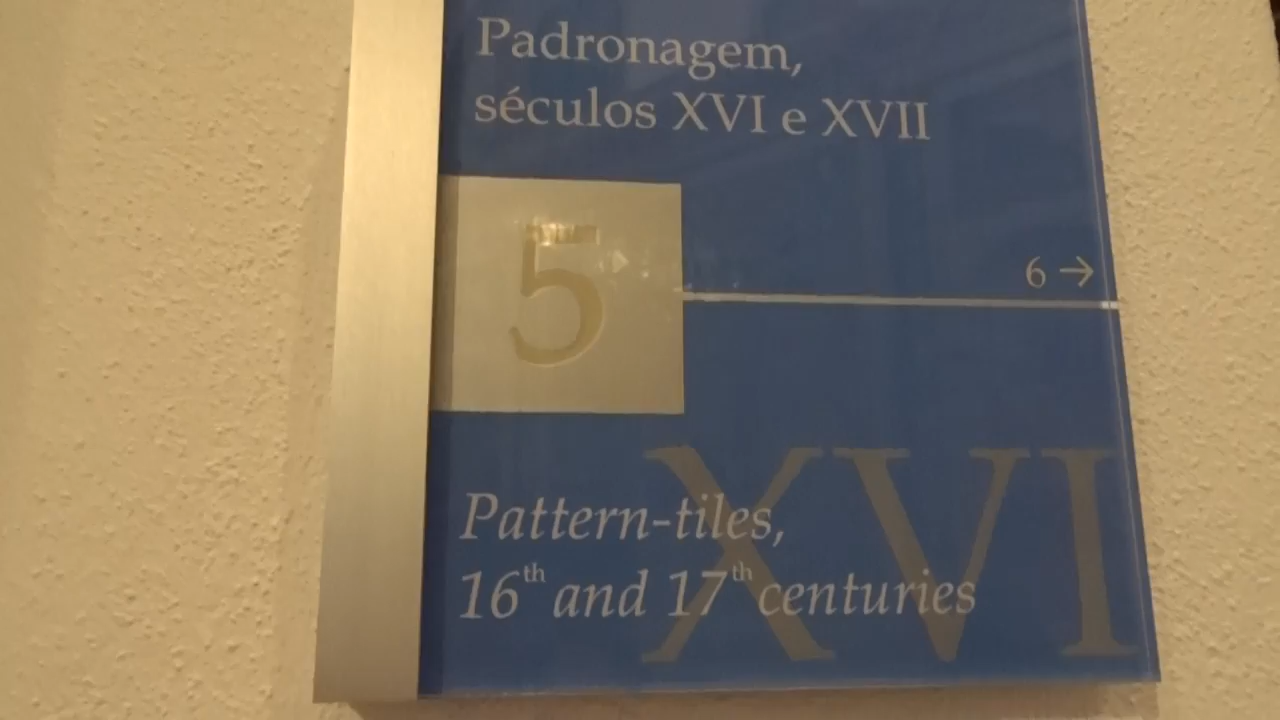 Padronagem,
séculos XVI e XVII
5
6 →
XVI
Pattern-tiles,
16th and 17th centuries